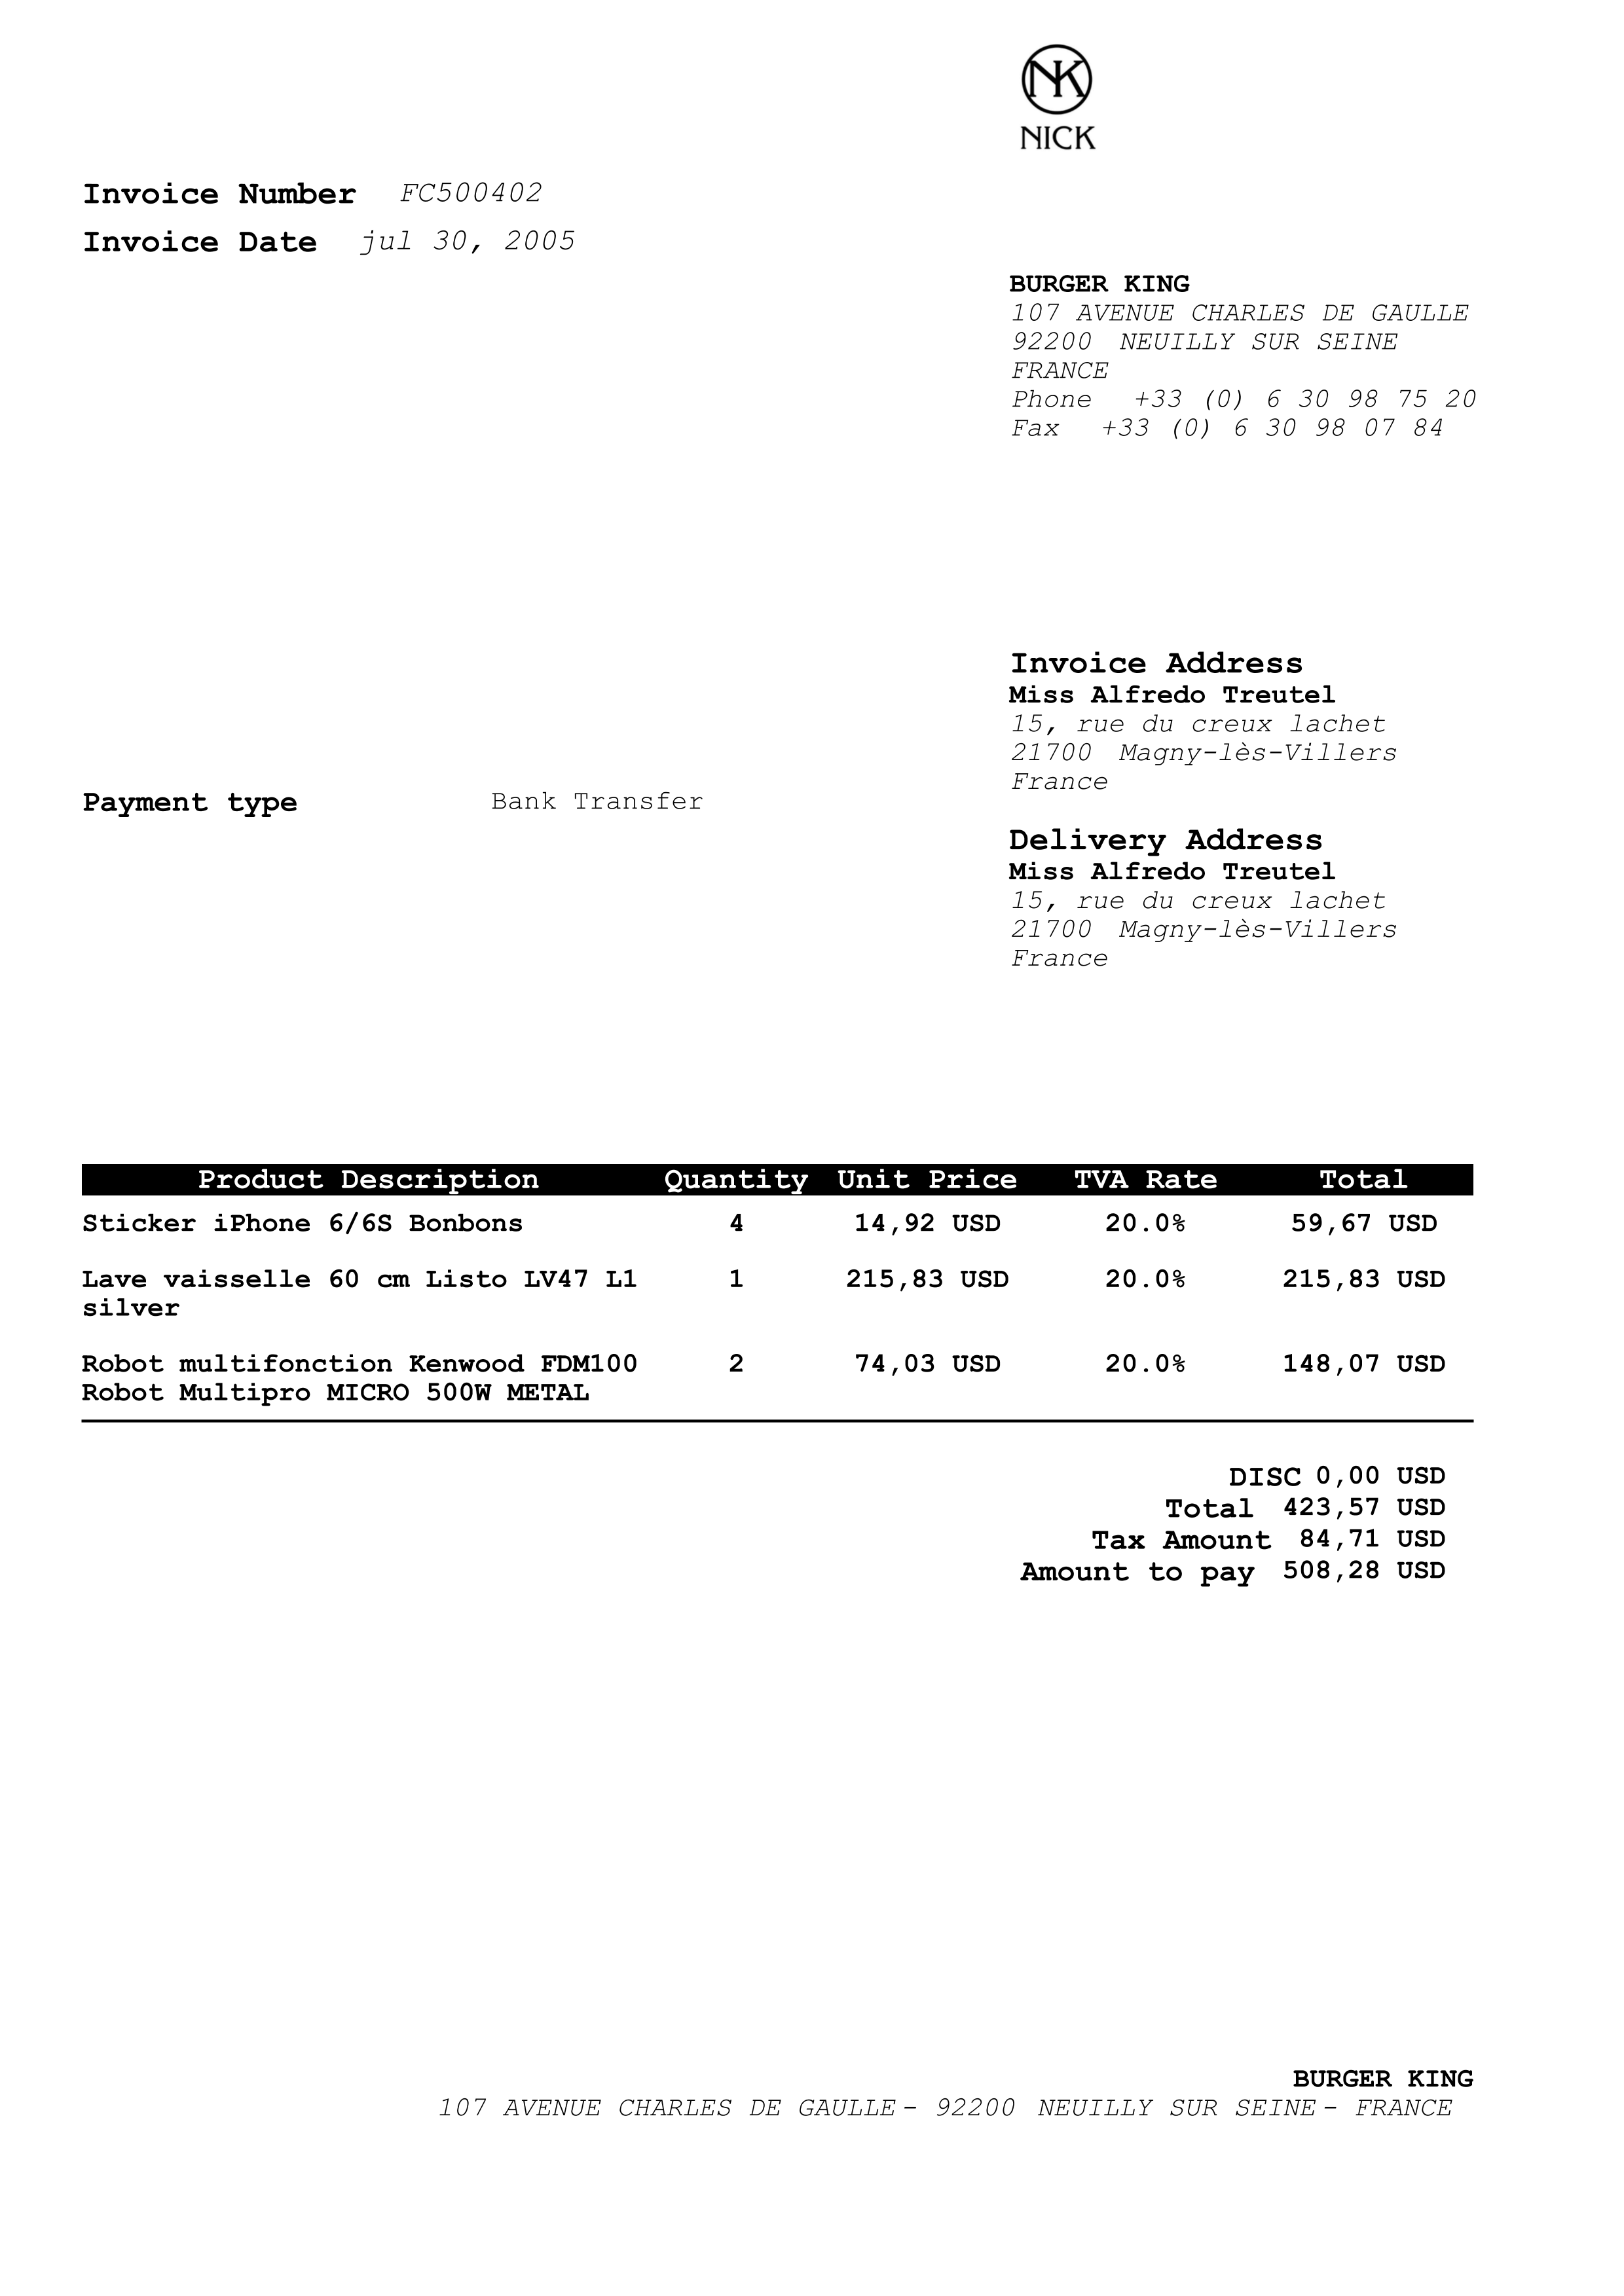 NK
NICK
Invoice Number FC500402
Invoice Date jul 30, 2005
BURGER KING
107 AVENUE CHARLES DE GAULLE
92200 NEUILLY SUR SEINE
FRANCE
Phone +33 (0) 6 30 98 75 20
Fax +33 (0) 6 30 98 07 84
Invoice Address
Miss Alfredo Treutel
15, rue du creux lachet
21700 Magny-lès-Villers
France
Payment type Bank Transfer
Delivery Address
Miss Alfredo Treutel
15, rue du creux lachet
21700 Magny-lès-Villers
France
Product Description Quantity Unit Price TVA Rate Total
Sticker iPhone 6/6S Bonbons 4 14,92 USD 20.0% 59,67 USD
Lave vaisselle 60 cm Listo LV47 L1 1 215,83 USD 20.0% 215,83 USD
silver
Robot multifonction Kenwood FDM100 2 74,03 USD 20.0% 148,07 USD
Robot Multipro MICRO 500W METAL
DISC 0,00 USD
Total 423,57 USD
Tax Amount 84,71 USD
Amount to pay 508,28 USD
BURGER KING
107 AVENUE CHARLES DE GAULLE - 92200 NEUILLY SUR SEINE - FRANCE